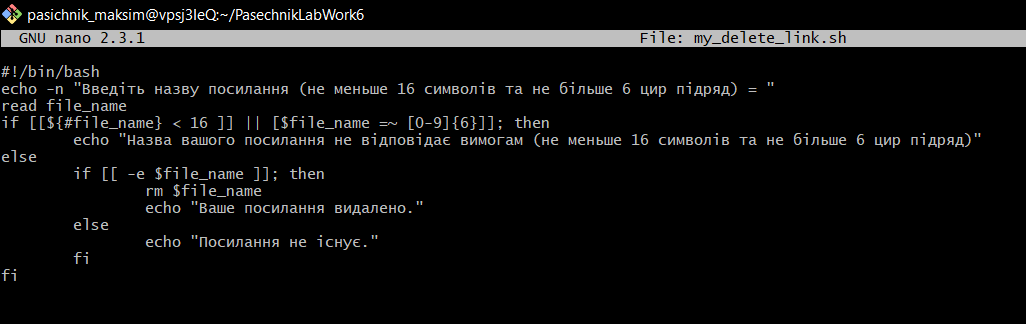 pasichnik_maksim@vpsj3IeQ:~/PasechnikLabWork6
GNU nano 2.3.1 File: my_delete_link.sh
#!/bin/bash
echo -n "Введіть назву посилання (не меньше 16 символів та не більше 6 цир підряд) = "
read file_name
if [[${#file_name} < 16 ]] || [$file_name =~ [0-9]{6}]]; then
echo "Назва вашого посилання не відповідає вимогам (не меньше 16 символів та не більше 6 цир підряд)"
else
if [[ -e $file_name ]]; then
rm $file_name
echo "Ваше посилання видалено."
else
echo "Посилання не існує."
fi
fi